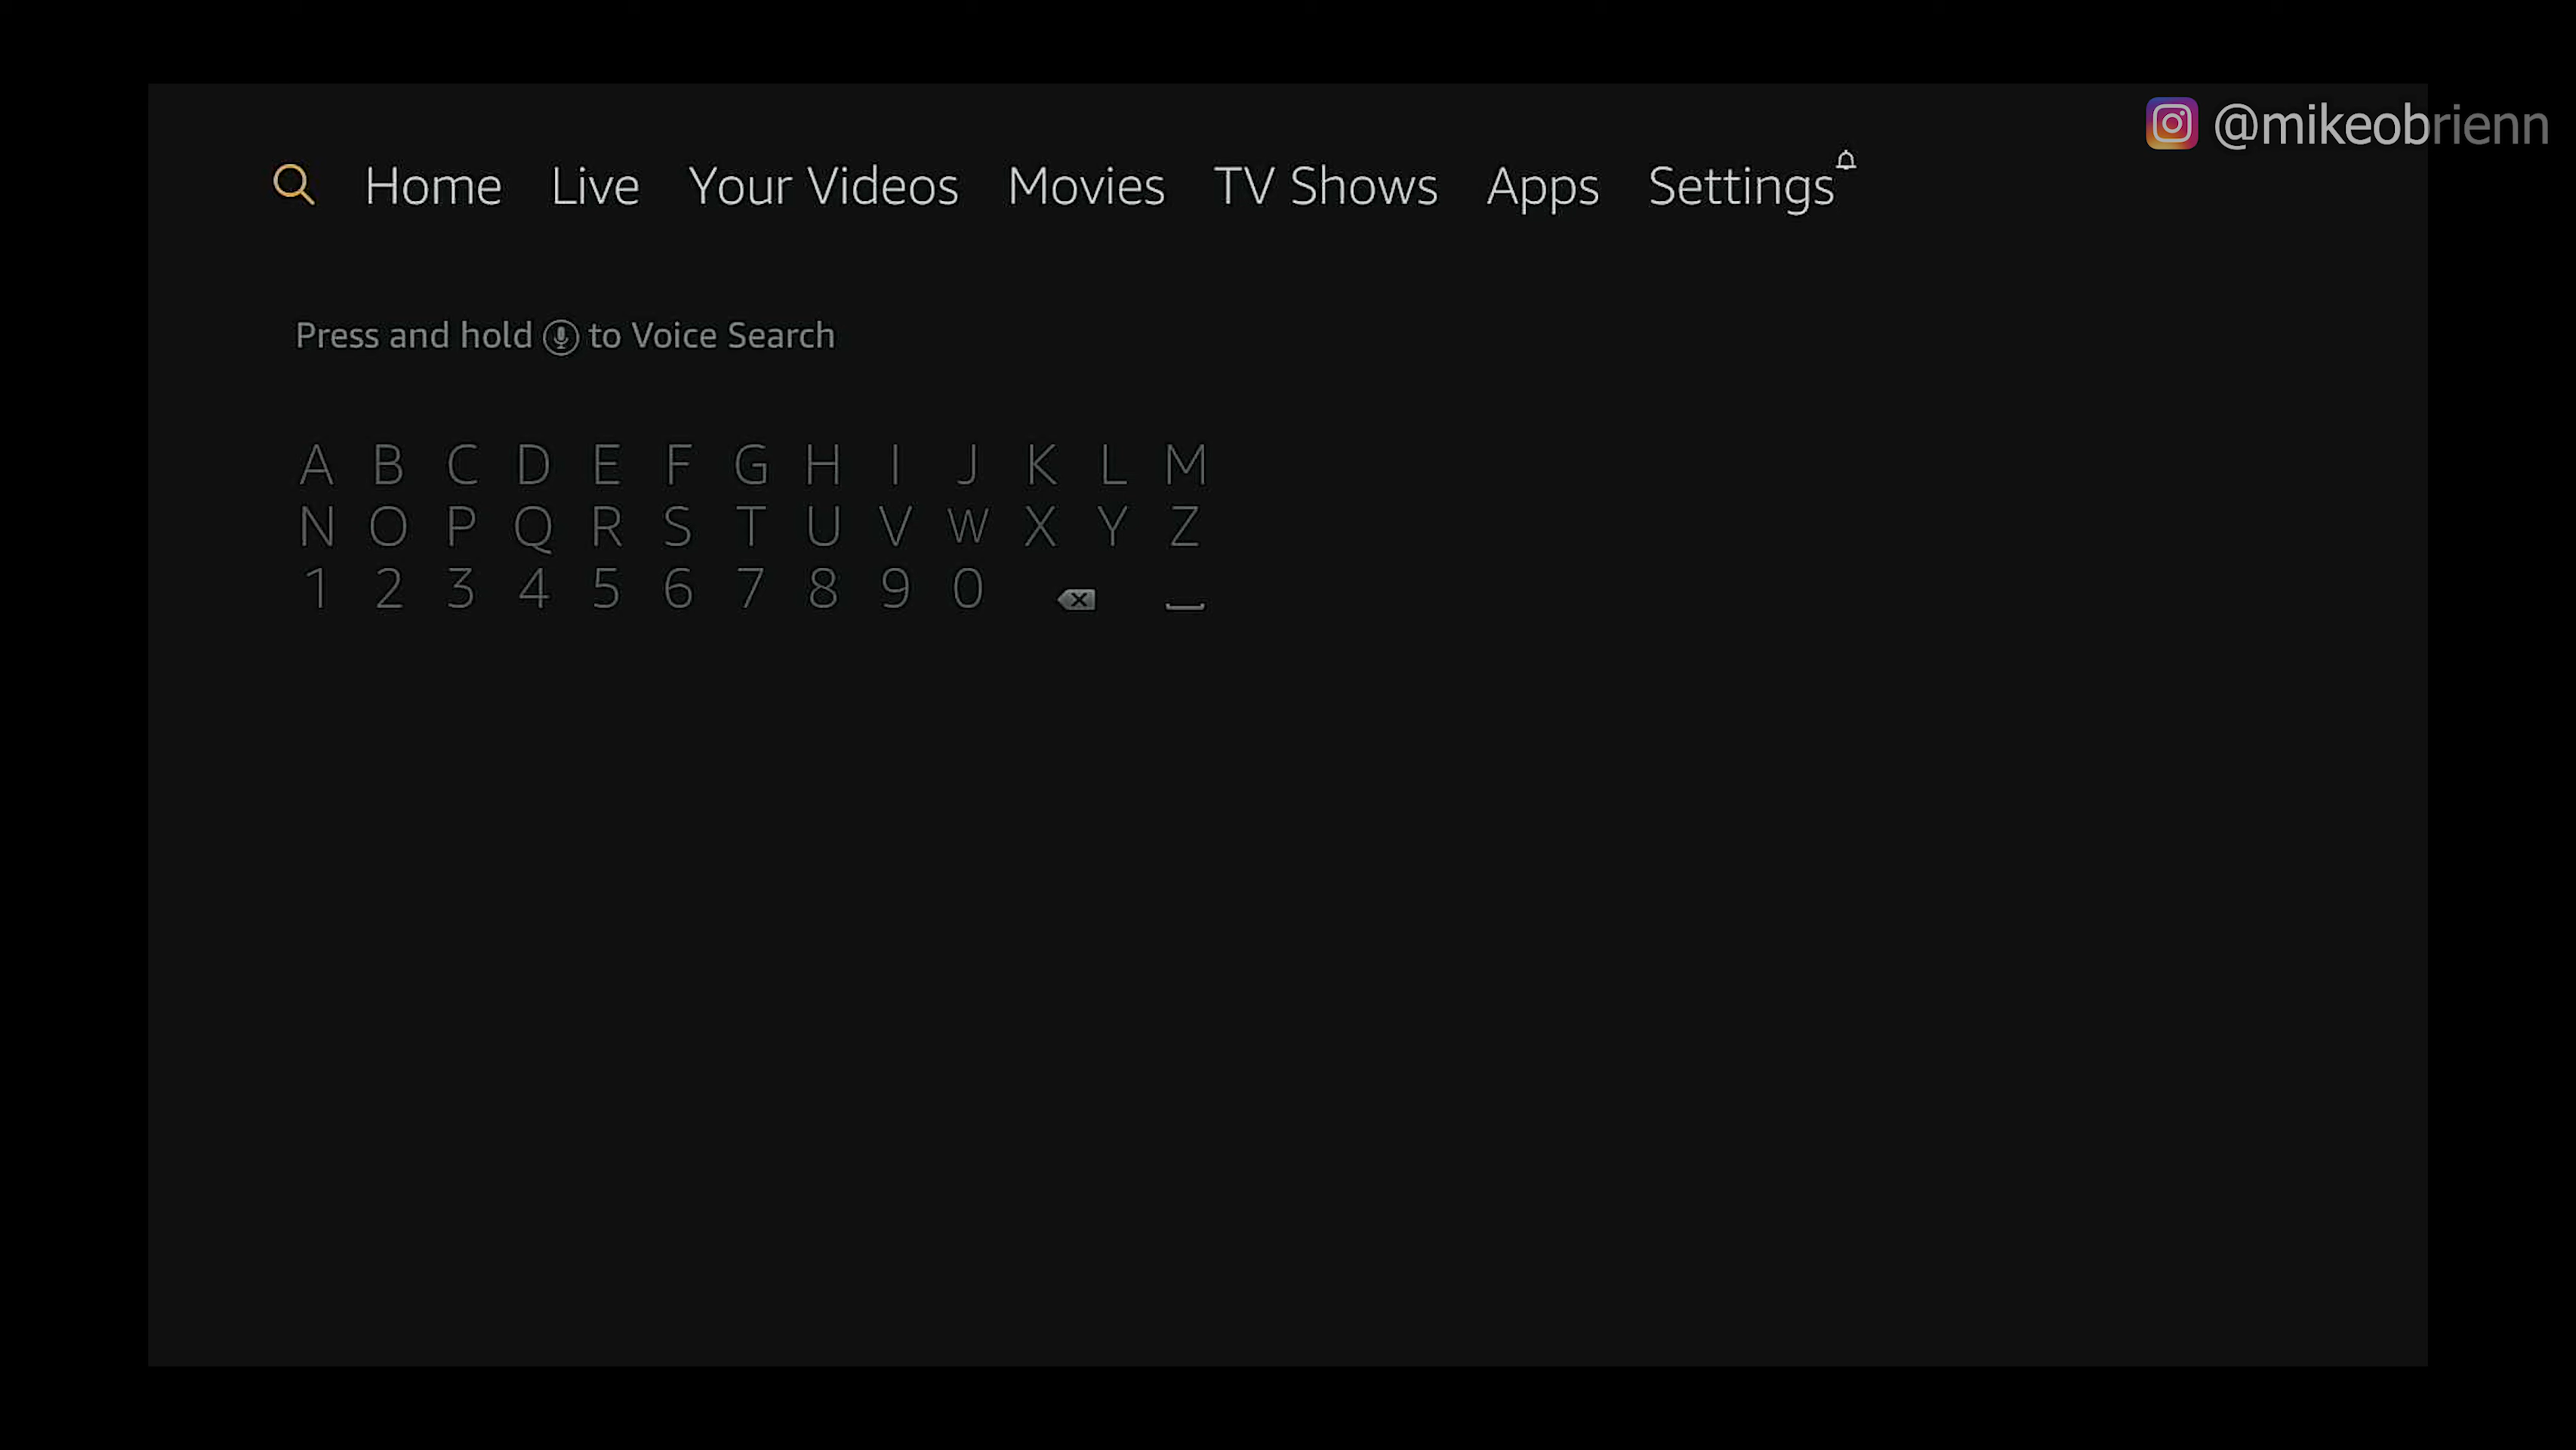 @mikeobrienn
Home Live Your Videos Movies TV Shows Apps Settings
Press and hold to Voice Search
A B C D E F G H I J K L M
N O P Q R S T U V W X Y Z
1 2 3 4 5 6 7 8 9 0